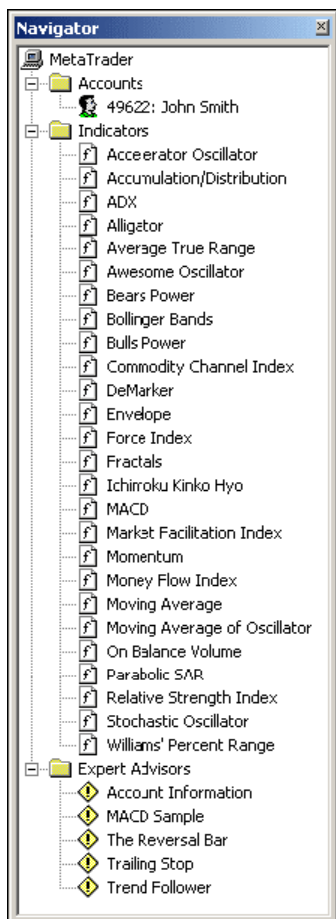 Navigator
MetaTrader
Accounts
49622: John Smith
Indicators
Accelerator Oscillator
Accumulation/Distribution
ADX
Alligator
Average True Range
Awesome Oscillator
Bears Power
Bollinger Bands
Bulls Power
Commodity Channel Index
DeMarker
Envelope
Force Index
Fractals
Ichimoku Kinko Hyo
MACD
Market Facilitation Index
Momentum
Money Flow Index
Moving Average
Moving Average of Oscillator
On Balance Volume
Parabolic SAR
Relative Strength Index
Stochastic Oscillator
Williams' Percent Range
Expert Advisors
Account Information
MACD Sample
The Reversal Bar
Trailing Stop
Trend Follower